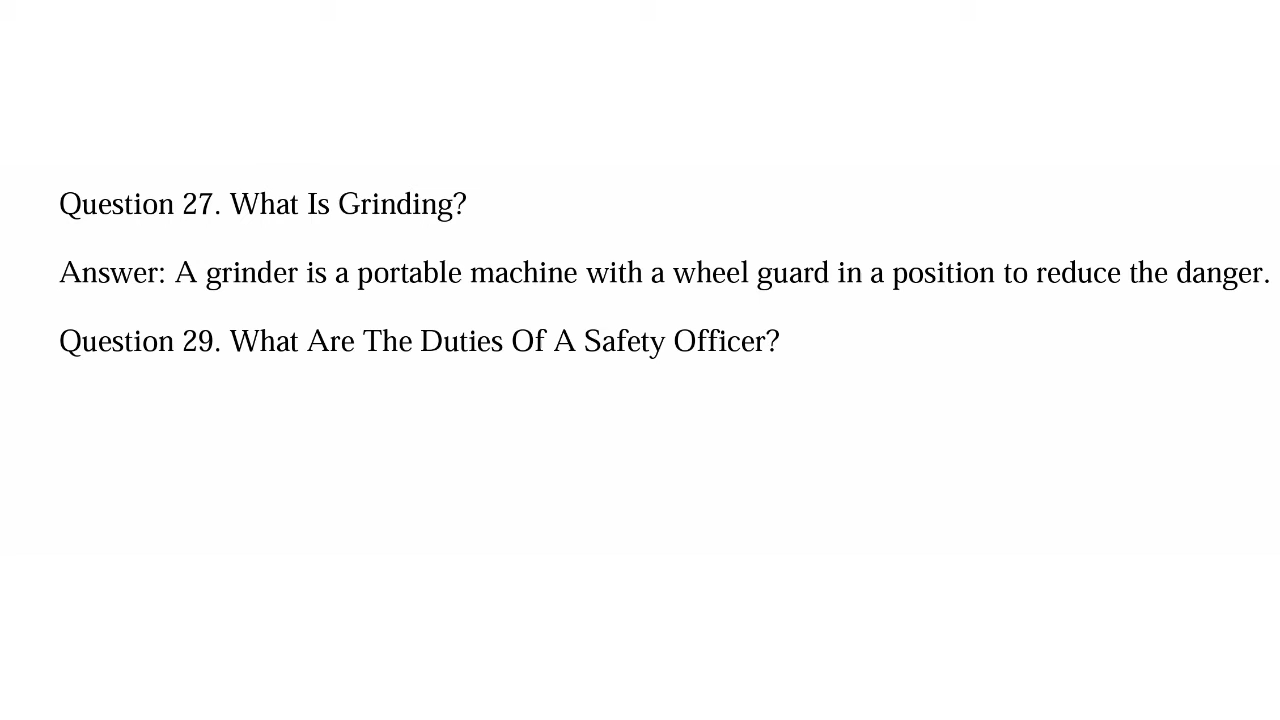 Question 27. What Is Grinding?
Answer: A grinder is a portable machine with a wheel guard in a position to reduce the danger.
Question 29. What Are The Duties Of A Safety Officer?